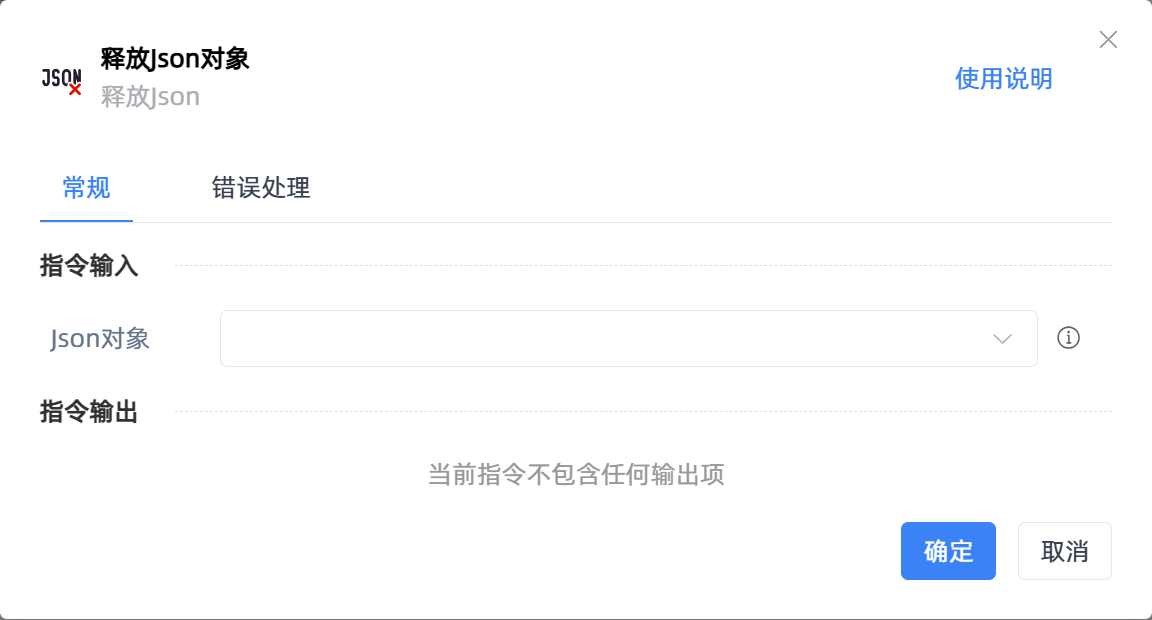 JSON
释放Json对象
释放Json
使用说明
常规
错误处理
指令输入
Json对象
指令输出
当前指令不包含任何输出项
确定
取消